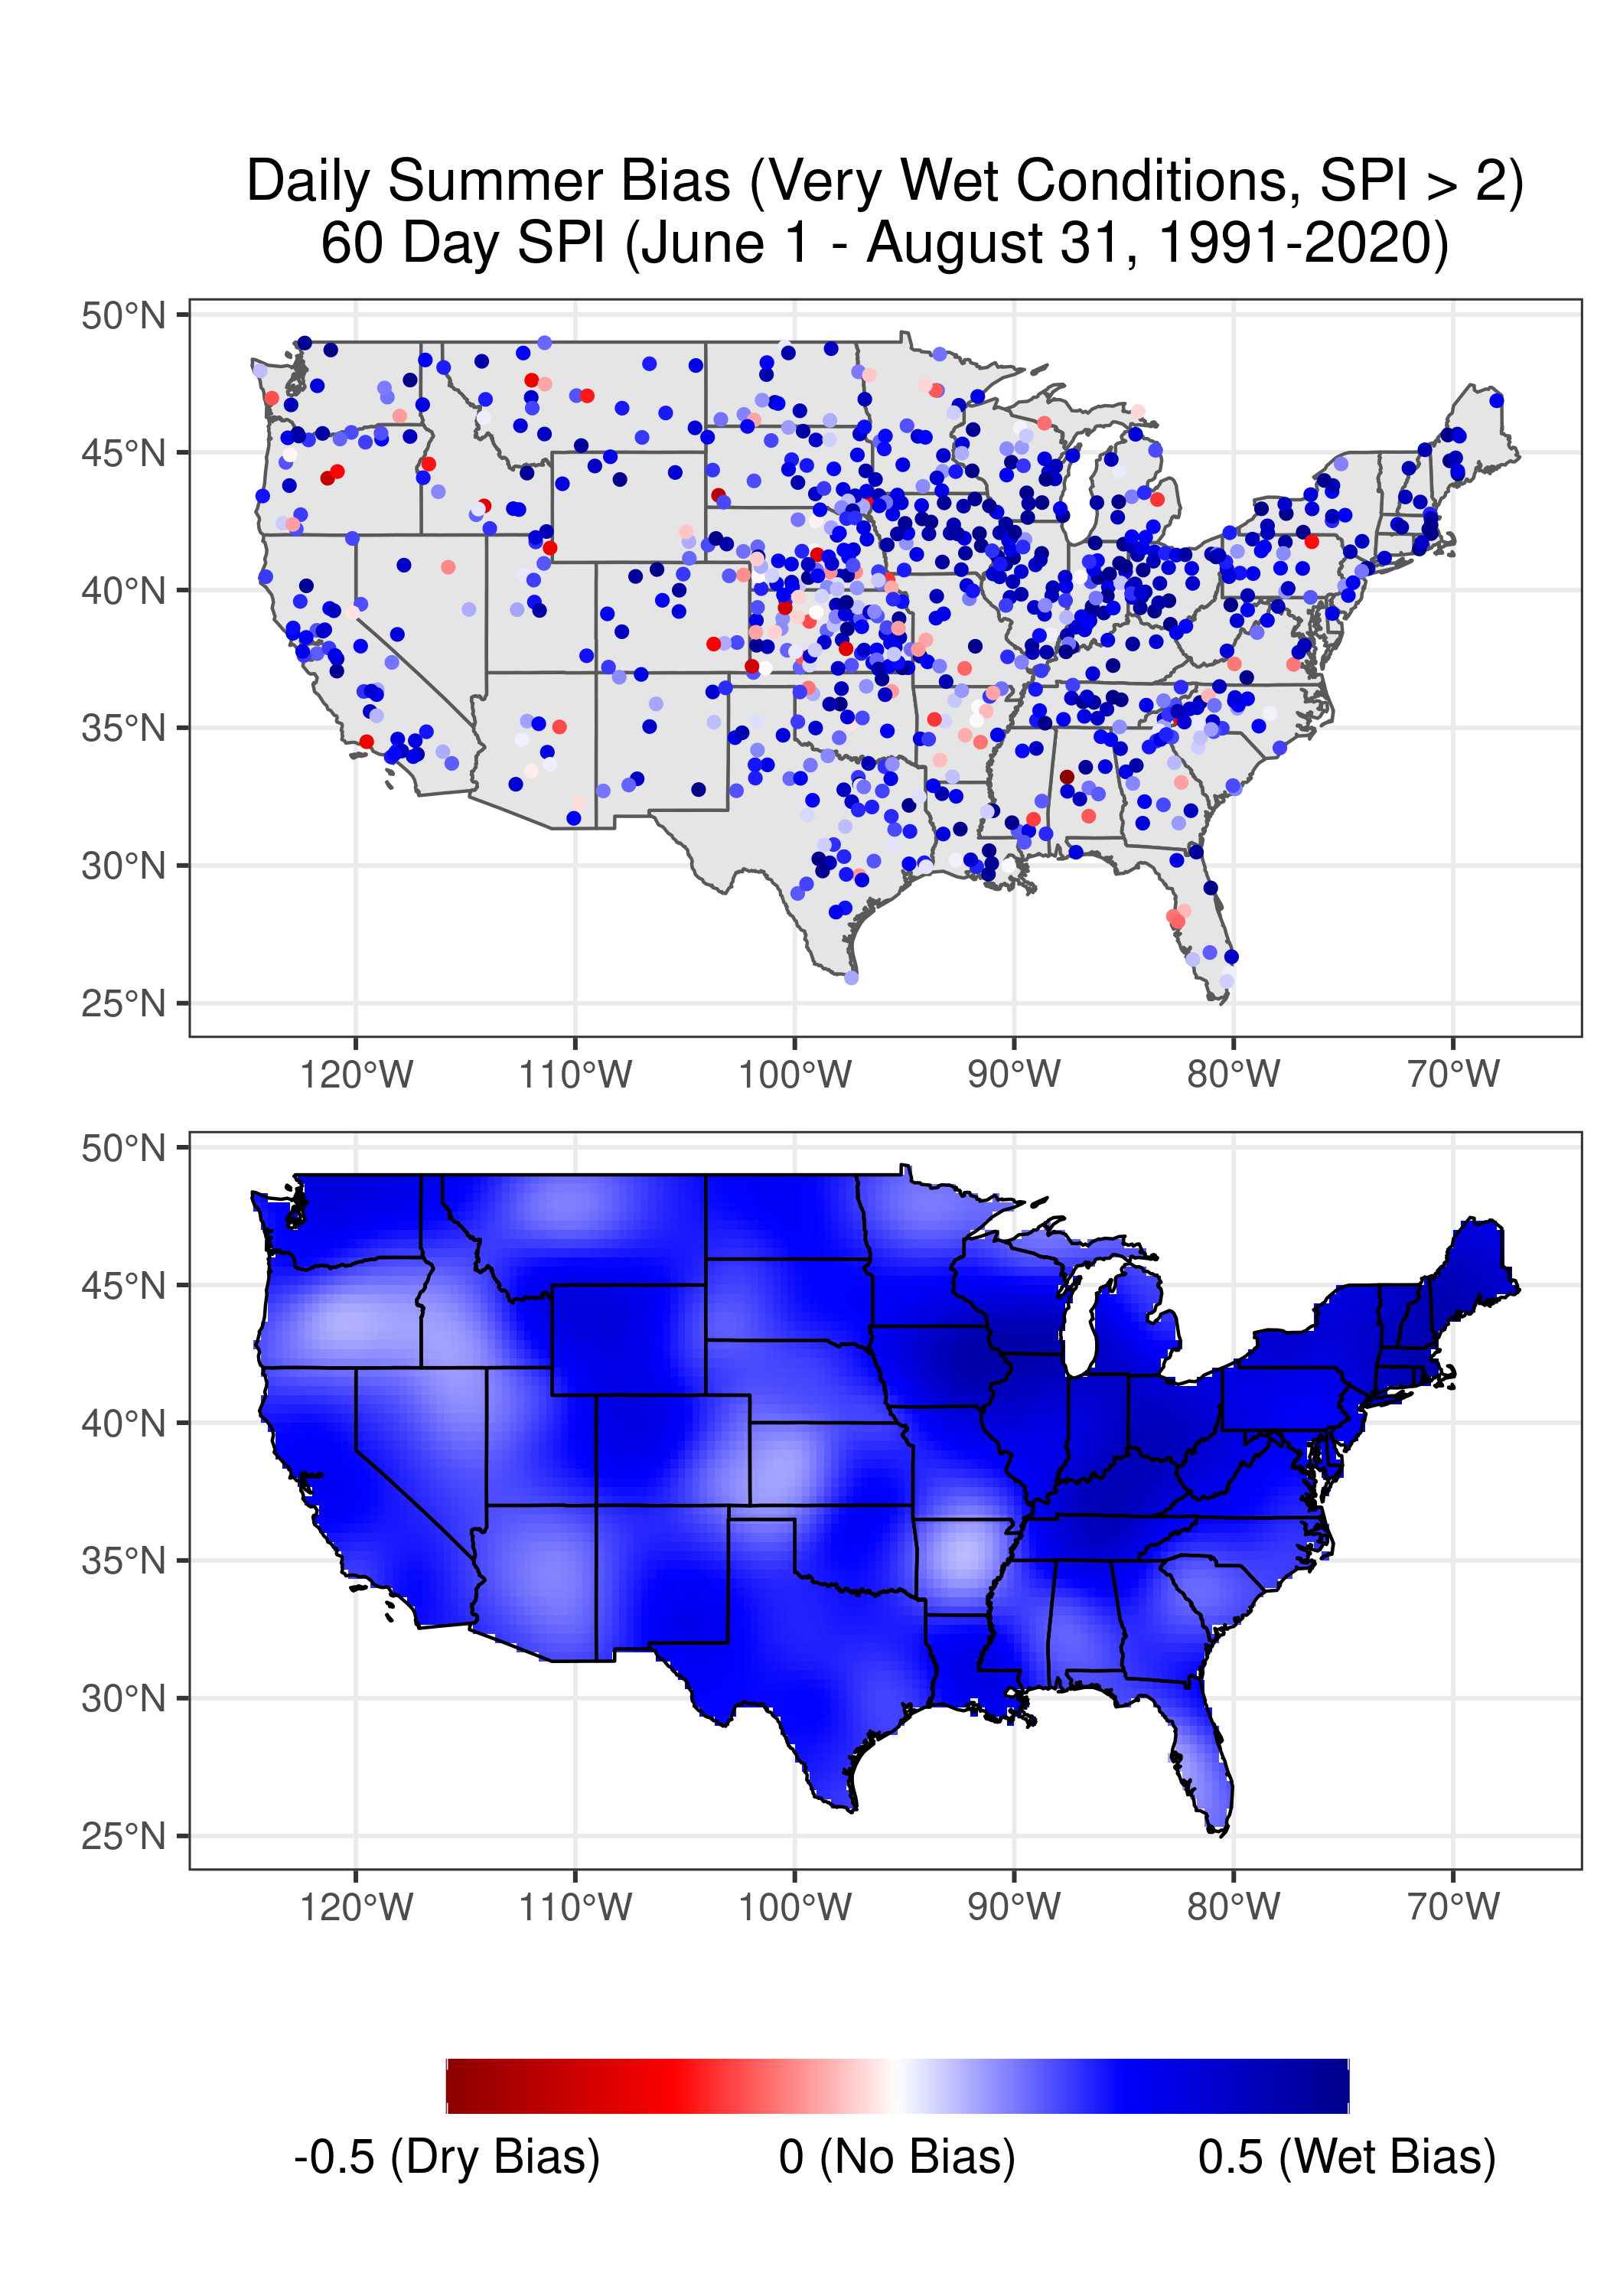 Daily Summer Bias (Very Wet Conditions, SPI > 2)
60 Day SPI (June 1 - August 31, 1991-2020)
50°N
45°N
40°N
35°N
30°N
25°N
120°W 110°W 100°W 90°W 80°W 70°W
50°N
45°N
40°N
35°N
30°N
25°N
120°W 110°W 100°W 90°W 80°W 70°W
-0.5 (Dry Bias) 0 (No Bias) 0.5 (Wet Bias)